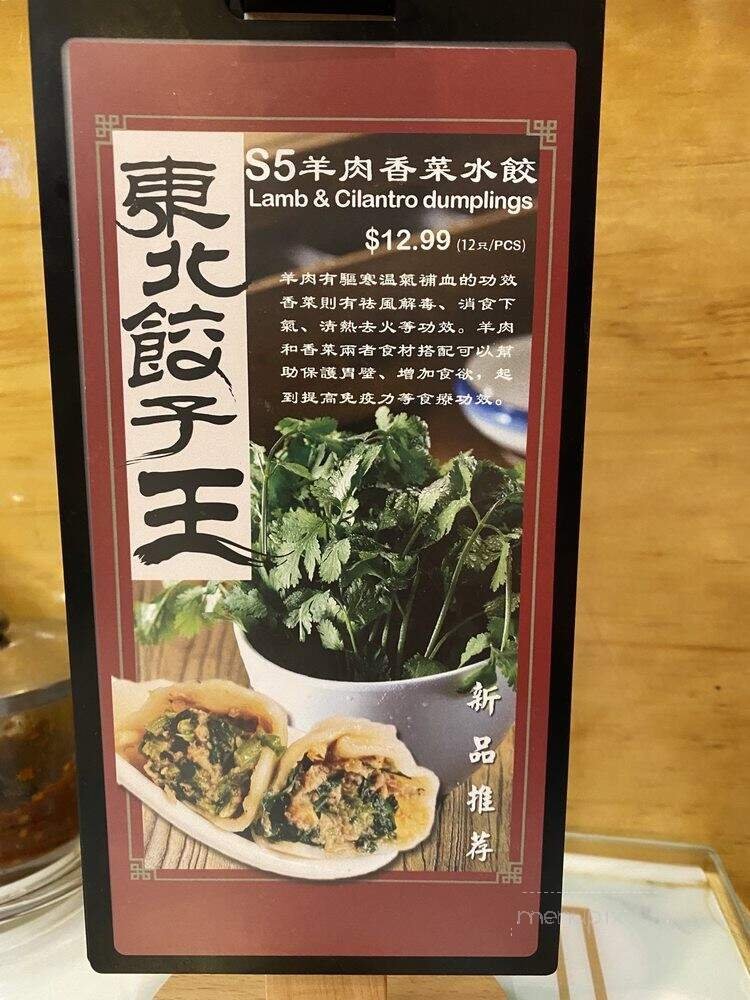 東北餃子王
S5羊肉香菜水餃
Lamb & Cilantro dumplings
$12.99 (12只/PCS)
羊肉有驅寒温氣補血的功效
香菜則有祛風解毒、消食下
氣、清熱去火等功效。羊肉
和香菜兩者食材搭配可以幫
助保護胃壁、增加食欲，起
到提高免疫力等食療功效。
新品推荐